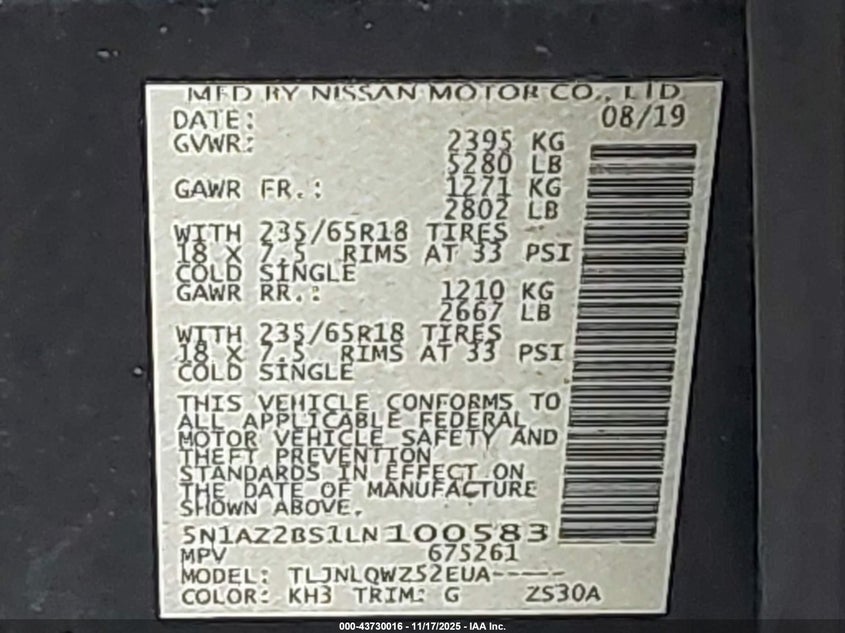 MFD BY NISSAN MOTOR CO., LTD
DATE: 08/19
GVWR: 2395 KG
5280 LB
GAWR FR.: 1271 KG
2802 LB
WITH 235/65R18 TIRES
18 X 7.5 RIMS AT 33 PSI
COLD SINGLE
GAWR RR.: 1210 KG
2667 LB
WITH 235/65R18 TIRES
18 X 7.5 RIMS AT 33 PSI
COLD SINGLE
THIS VEHICLE CONFORMS TO
ALL APPLICABLE FEDERAL
MOTOR VEHICLE SAFETY AND
THEFT PREVENTION
STANDARDS IN EFFECT ON
THE DATE OF MANUFACTURE
SHOWN ABOVE.
5N1AZ2BS1LN100583
MPV 675261
MODEL: TLJNLQWZ52EUA-----
COLOR: KH3 TRIM: G ZS30A
000-43730016 - 11/17/2025 - IAA Inc.